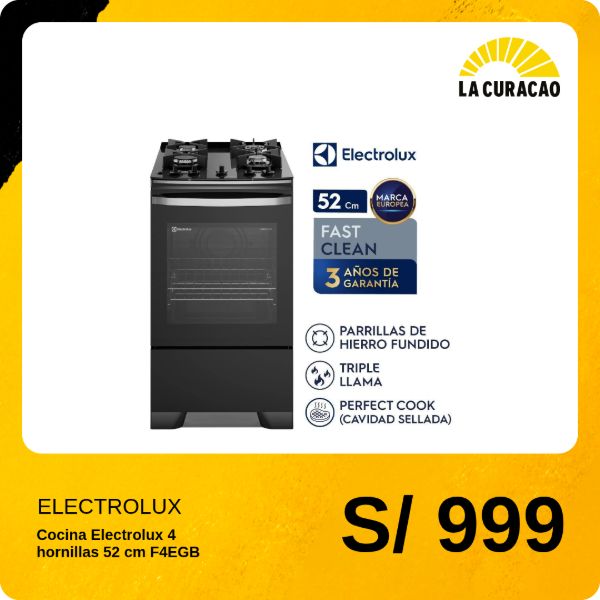 LA CURACAO
Electrolux
52 Cm
MARCA
EUROPEA
FAST
CLEAN
3 AÑOS DE
GARANTÍA
Electrolux
PARRILLAS DE
HIERRO FUNDIDO
TRIPLE
LLAMA
PERFECT COOK
(CAVIDAD SELLADA)
ELECTROLUX
Cocina Electrolux 4
hornillas 52 cm F4EGB
S/ 999